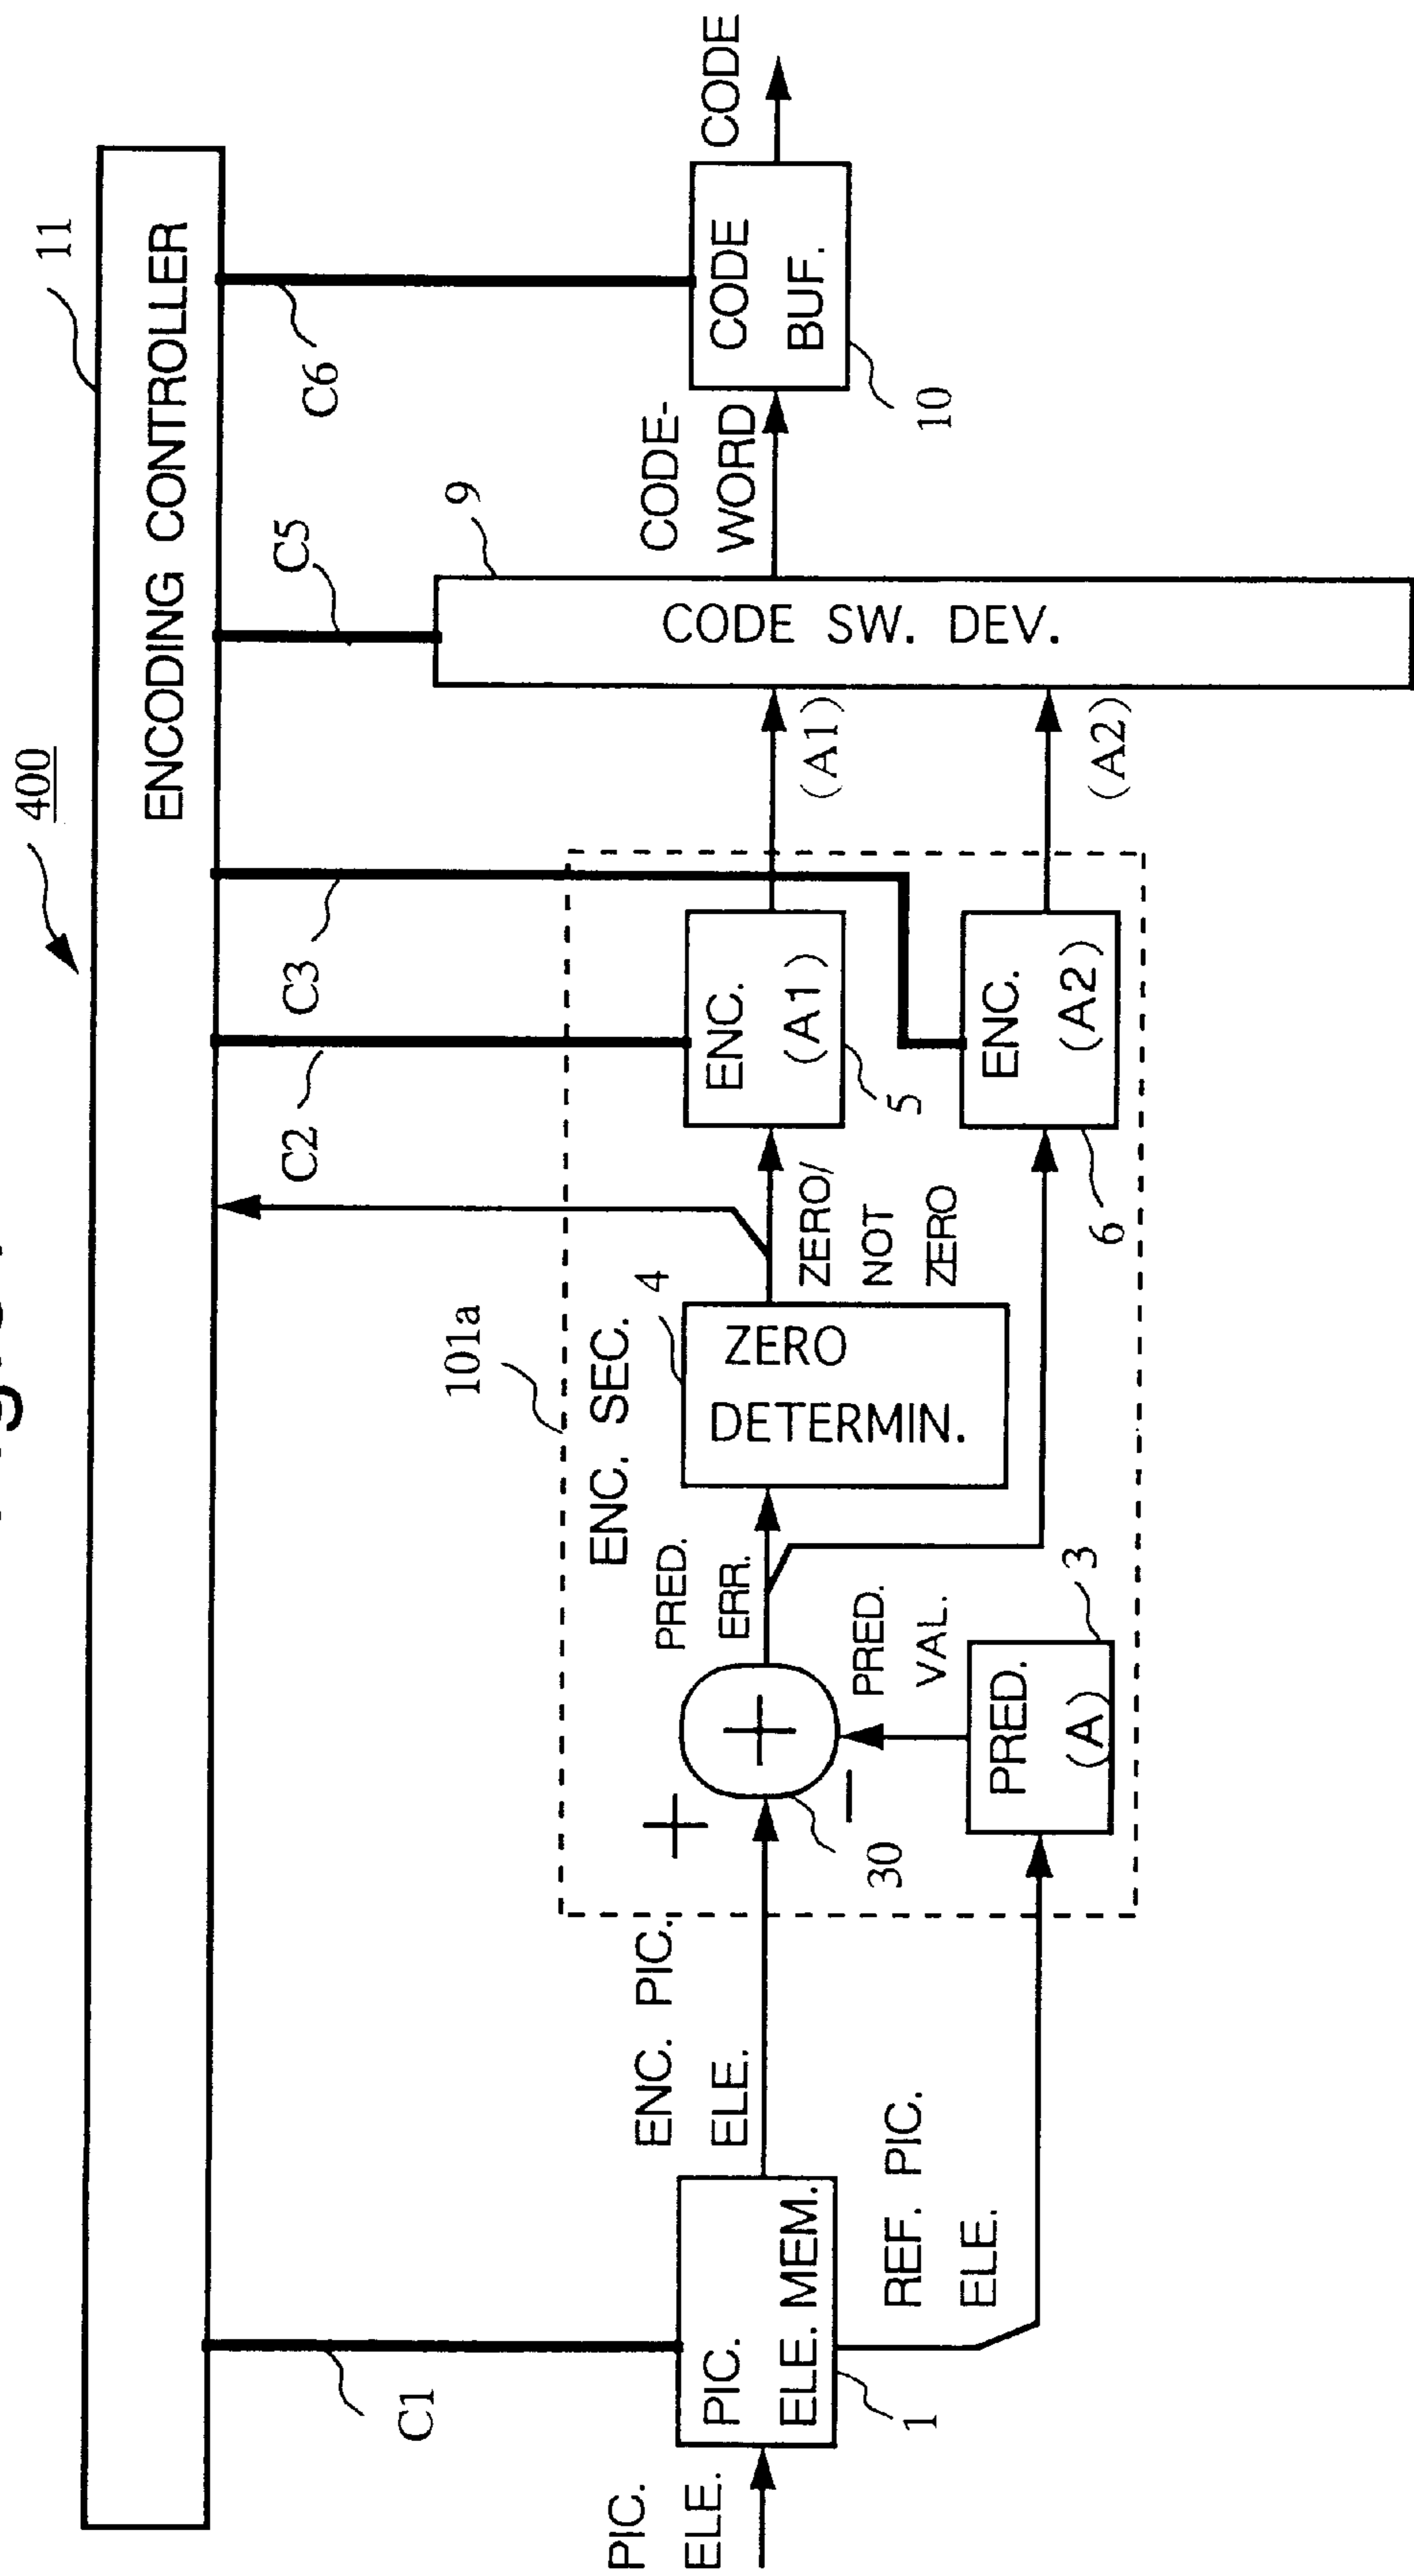 400
11
ENCODING CONTROLLER
C1
C2
C3
C5
C6
101a
ENC. SEC.
PIC.
ELE.
PIC.
ELE. MEM.
1
ENC. PIC.
ELE.
REF. PIC.
ELE.
+
−
+
30
PRED.
ERR.
PRED.
VAL.
PRED.
(A)
3
4
ZERO
DETERMIN.
ZERO/
NOT
ZERO
ENC.
(A1)
5
ENC.
(A2)
6
(A1)
(A2)
9
CODE SW. DEV.
CODE-
WORD
CODE
BUF.
10
CODE